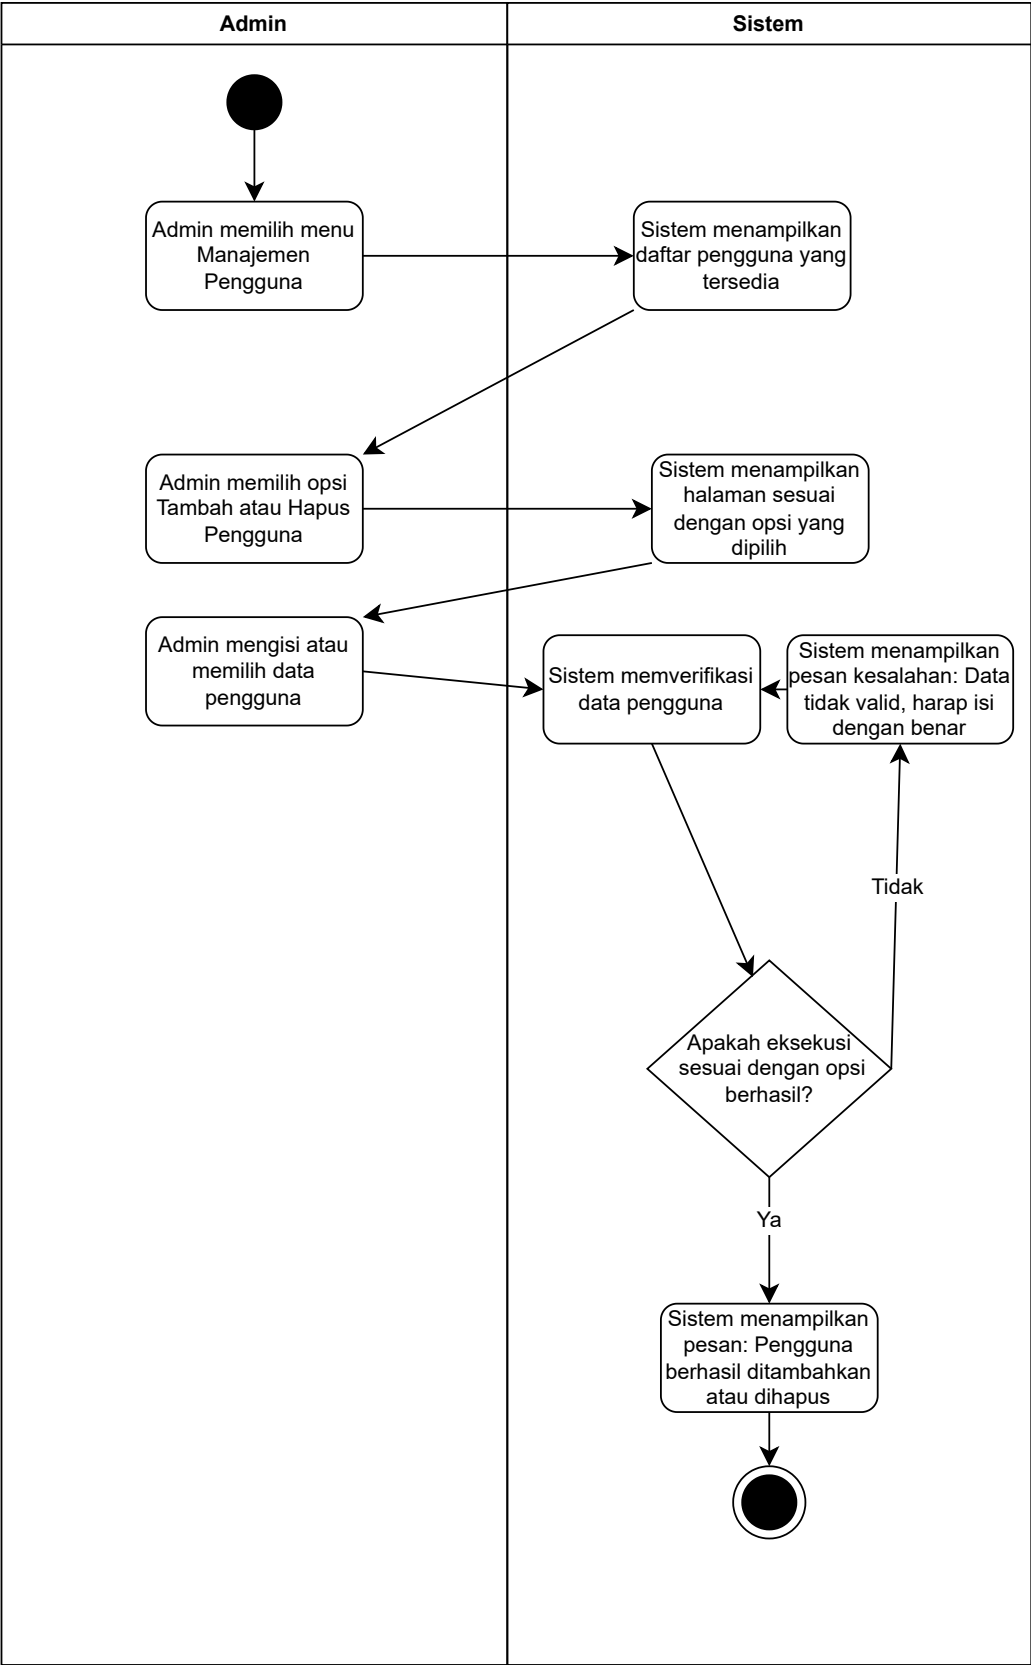 Admin
Sistem
Admin memilih menu
Manajemen
Pengguna
Sistem menampilkan
daftar pengguna yang
tersedia
Admin memilih opsi
Tambah atau Hapus
Pengguna
Sistem menampilkan
halaman sesuai
dengan opsi yang
dipilih
Admin mengisi atau
memilih data
pengguna
Sistem memverifikasi
data pengguna
Sistem menampilkan
pesan kesalahan: Data
tidak valid, harap isi
dengan benar
Tidak
Apakah eksekusi
sesuai dengan opsi
berhasil?
Ya
Sistem menampilkan
pesan: Pengguna
berhasil ditambahkan
atau dihapus